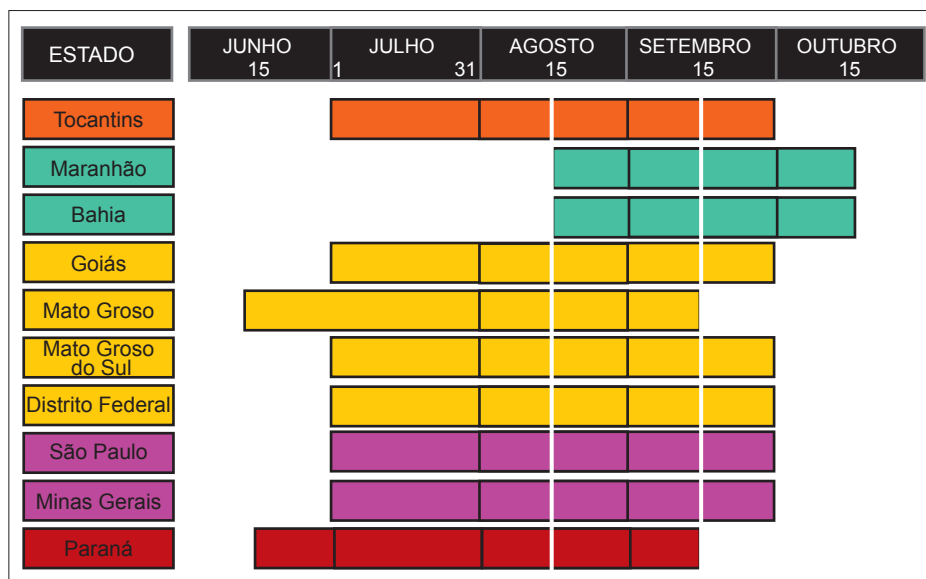 ESTADO
JUNHO
15
JULHO
1 31
AGOSTO
15
SETEMBRO
15
OUTUBRO
15
Tocantins
Maranhão
Bahia
Goiás
Mato Groso
Mato Groso
do Sul
Distrito Federal
São Paulo
Minas Gerais
Paraná